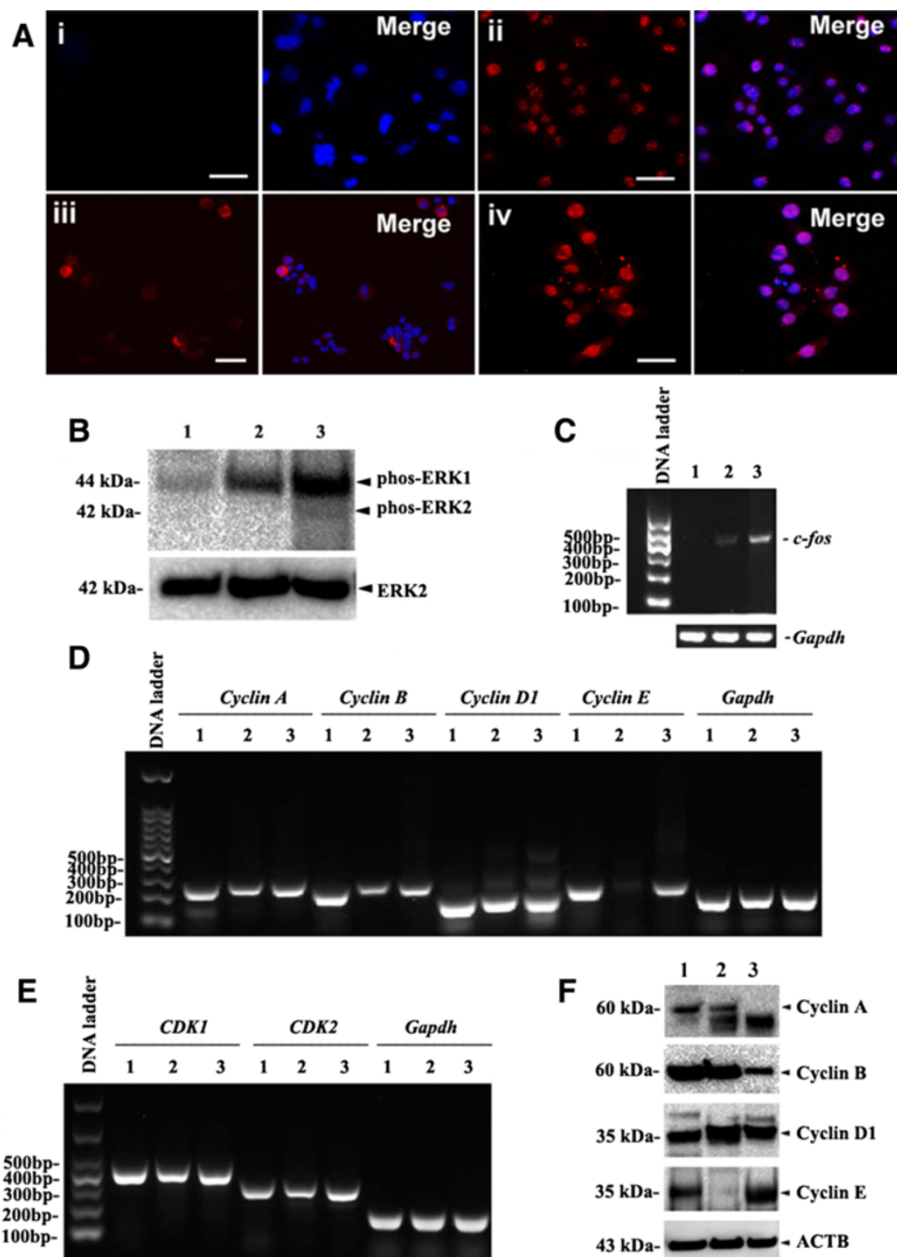 A
i
Merge
ii
Merge
iii
Merge
iv
Merge
B
1 2 3
44 kDa-
phos-ERK1
42 kDa-
phos-ERK2
42 kDa-
ERK2
C
DNA ladder
1 2 3
500bp-
400bp-
300bp-
200bp-
100bp-
- c-fos
-Gapdh
D
DNA ladder
Cyclin A Cyclin B Cyclin D1 Cyclin E Gapdh
1 2 3 1 2 3 1 2 3 1 2 3 1 2 3
500bp-
400bp-
300bp-
200bp-
100bp-
E
DNA ladder
CDK1 CDK2 Gapdh
1 2 3 1 2 3 1 2 3
500bp-
400bp-
300bp-
200bp-
100bp-
F
1 2 3
60 kDa-
Cyclin A
60 kDa-
Cyclin B
35 kDa-
Cyclin D1
35 kDa-
Cyclin E
43 kDa-
ACTB